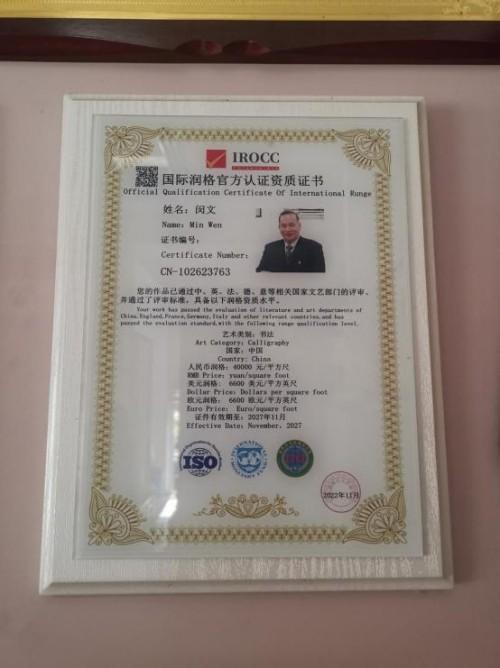 IROCC
国际润格官方认证资质证书
Official Qualification Certificate Of International Runge
姓名：闵文
Name: Min Wen
证书编号：
Certificate Number:
CN-102623763
您的作品已通过中、英、法、德、意等相关国家文艺部门的评审、
并通过了评审标准，具备以下润格资质水平。
Your work has passed the evaluation of literature and art departments of
China,England,France,Germany,Italy and other relevant countries,and has
passed the evaluation standard,with the following range qualification level.
艺术类别：书法
Art Category: Calligraphy
国家：中国
Country: China
人民币润格：40000 元/平方尺
RMB Price: yuan/square foot
美元润格： 6600 美元/平方英尺
Dollar Price: Dollars per square foot
欧元润格： 6600 欧元/平方英尺
Euro Price: Euro/square foot
证件有效期至：2027年11月
Effective Date: November, 2027
ISO
INTERNATIONAL
MONETARY FUND
2022年11月